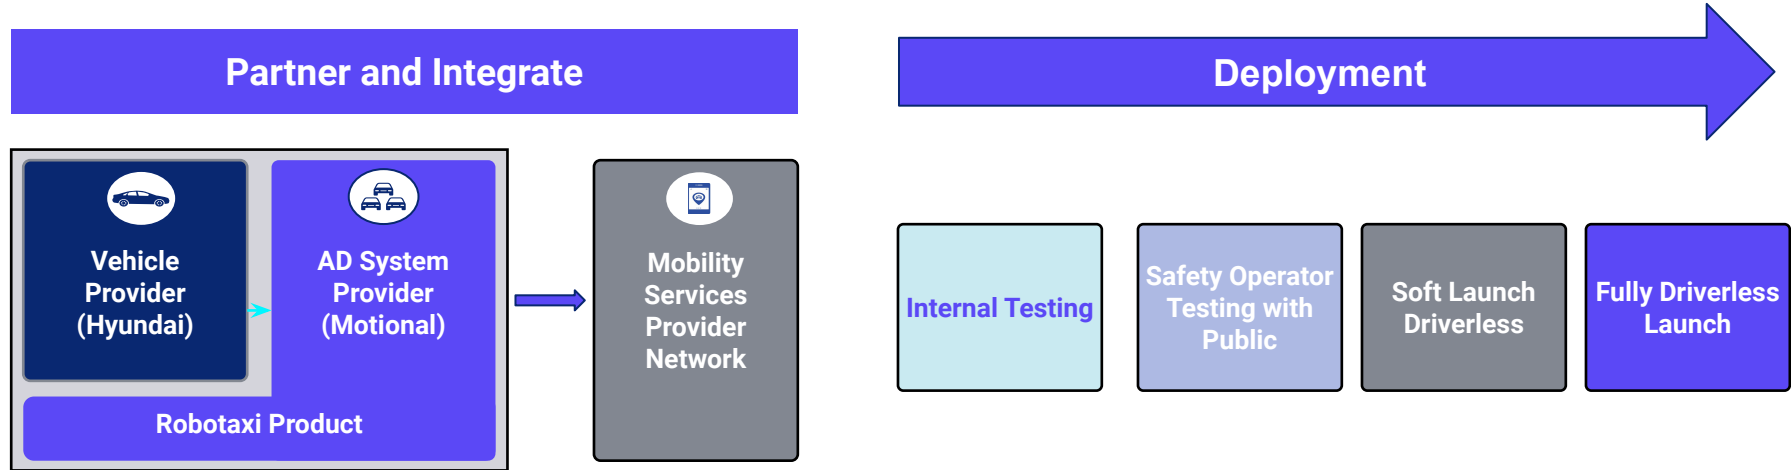 Partner and Integrate
Deployment
Vehicle
Provider
(Hyundai)
AD System
Provider
(Motional)
Robotaxi Product
Mobility
Services
Provider
Network
Internal Testing
Safety Operator
Testing with
Public
Soft Launch
Driverless
Fully Driverless
Launch